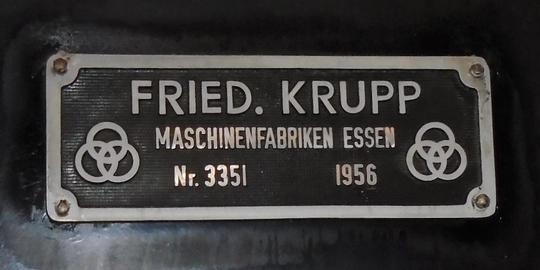 FRIED. KRUPP
MASCHINENFABRIKEN ESSEN
Nr. 3351 1956